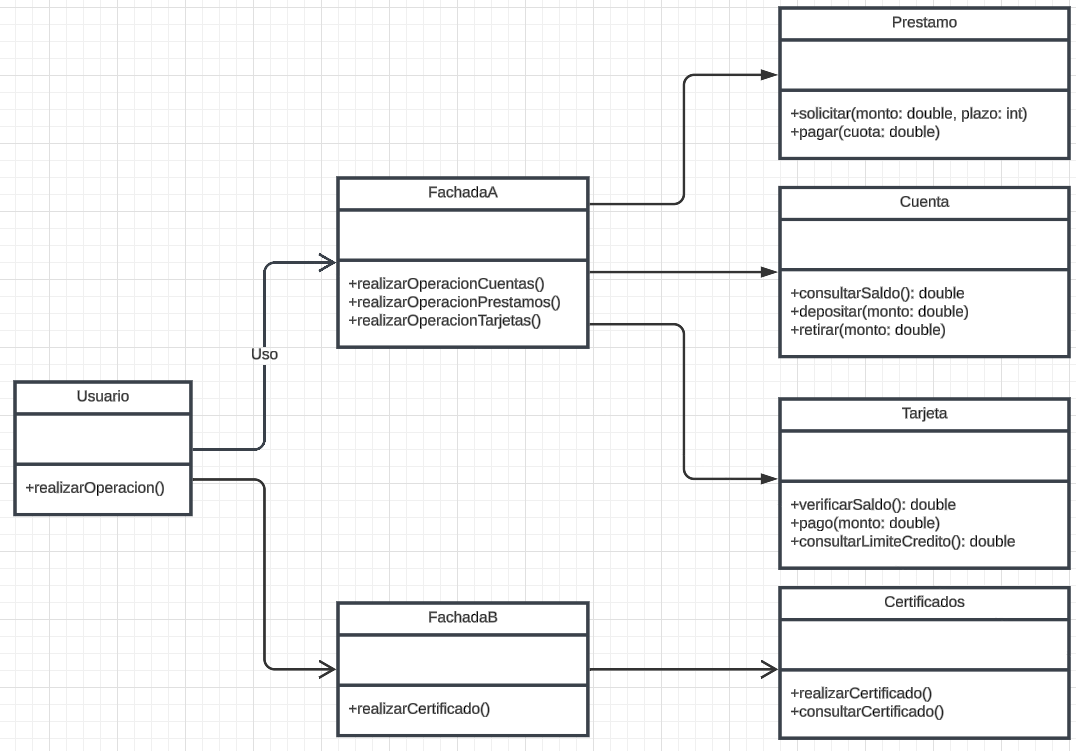 Prestamo
+solicitar(monto: double, plazo: int)
+pagar(cuota: double)
FachadaA
+realizarOperacionCuentas()
+realizarOperacionPrestamos()
+realizarOperacionTarjetas()
Cuenta
+consultarSaldo(): double
+depositar(monto: double)
+retirar(monto: double)
Uso
Usuario
+realizarOperacion()
Tarjeta
+verificarSaldo(): double
+pago(monto: double)
+consultarLimiteCredito(): double
FachadaB
+realizarCertificado()
Certificados
+realizarCertificado()
+consultarCertificado()